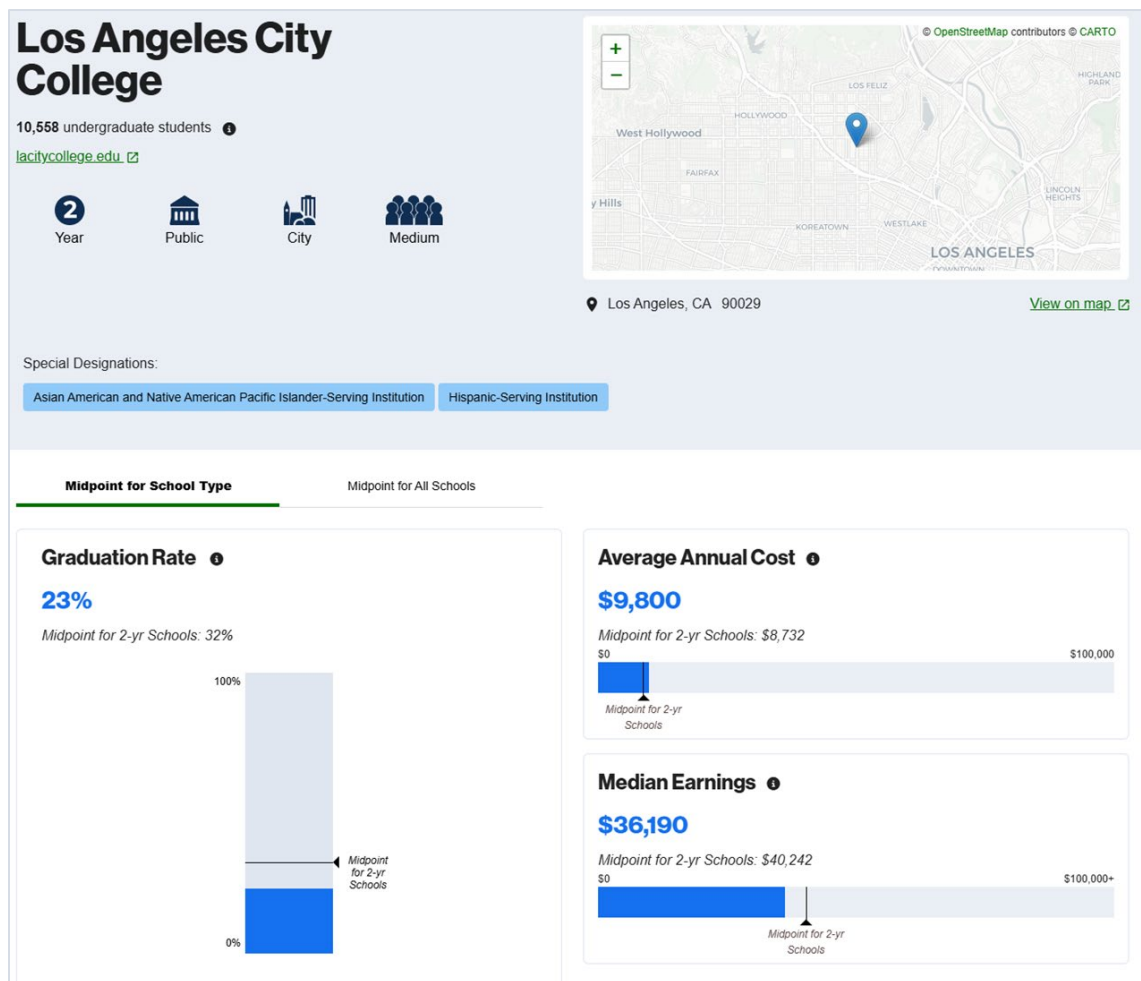 Los Angeles City
College
10,558 undergraduate students
lacitycollege.edu
2
Year
Public
City
Medium
+
−
© OpenStreetMap contributors © CARTO
HIGHLAND
PARK
LOS FELIZ
HOLLYWOOD
West Hollywood
FAIRFAX
LINCOLN
HEIGHTS
y Hills
KOREATOWN
WESTLAKE
LOS ANGELES
DOWNTOWN
Los Angeles, CA 90029
View on map
Special Designations:
Asian American and Native American Pacific Islander-Serving Institution
Hispanic-Serving Institution
Midpoint for School Type
Midpoint for All Schools
Graduation Rate
23%
Midpoint for 2-yr Schools: 32%
100%
Midpoint
for 2-yr
Schools
0%
Average Annual Cost
$9,800
Midpoint for 2-yr Schools: $8,732
$0
$100,000
Midpoint for 2-yr
Schools
Median Earnings
$36,190
Midpoint for 2-yr Schools: $40,242
$0
$100,000+
Midpoint for 2-yr
Schools